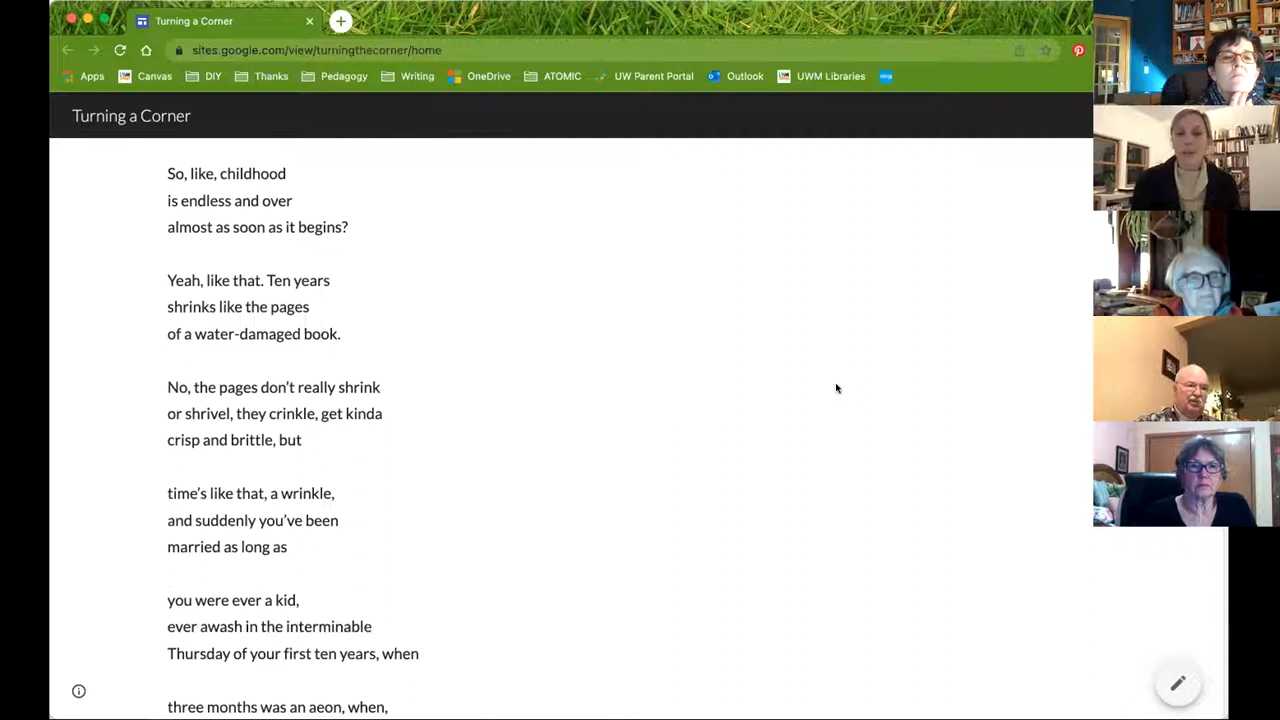 Turning a Corner
sites.google.com/view/turningthecorner/home
Apps Canvas DIY Thanks Pedagogy Writing OneDrive ATOMIC UW Parent Portal Outlook UWM Libraries
Turning a Corner
So, like, childhood
is endless and over
almost as soon as it begins?
Yeah, like that. Ten years
shrinks like the pages
of a water-damaged book.
No, the pages don’t really shrink
or shrivel, they crinkle, get kinda
crisp and brittle, but
time’s like that, a wrinkle,
and suddenly you’ve been
married as long as
you were ever a kid,
ever awash in the interminable
Thursday of your first ten years, when
three months was an aeon, when,